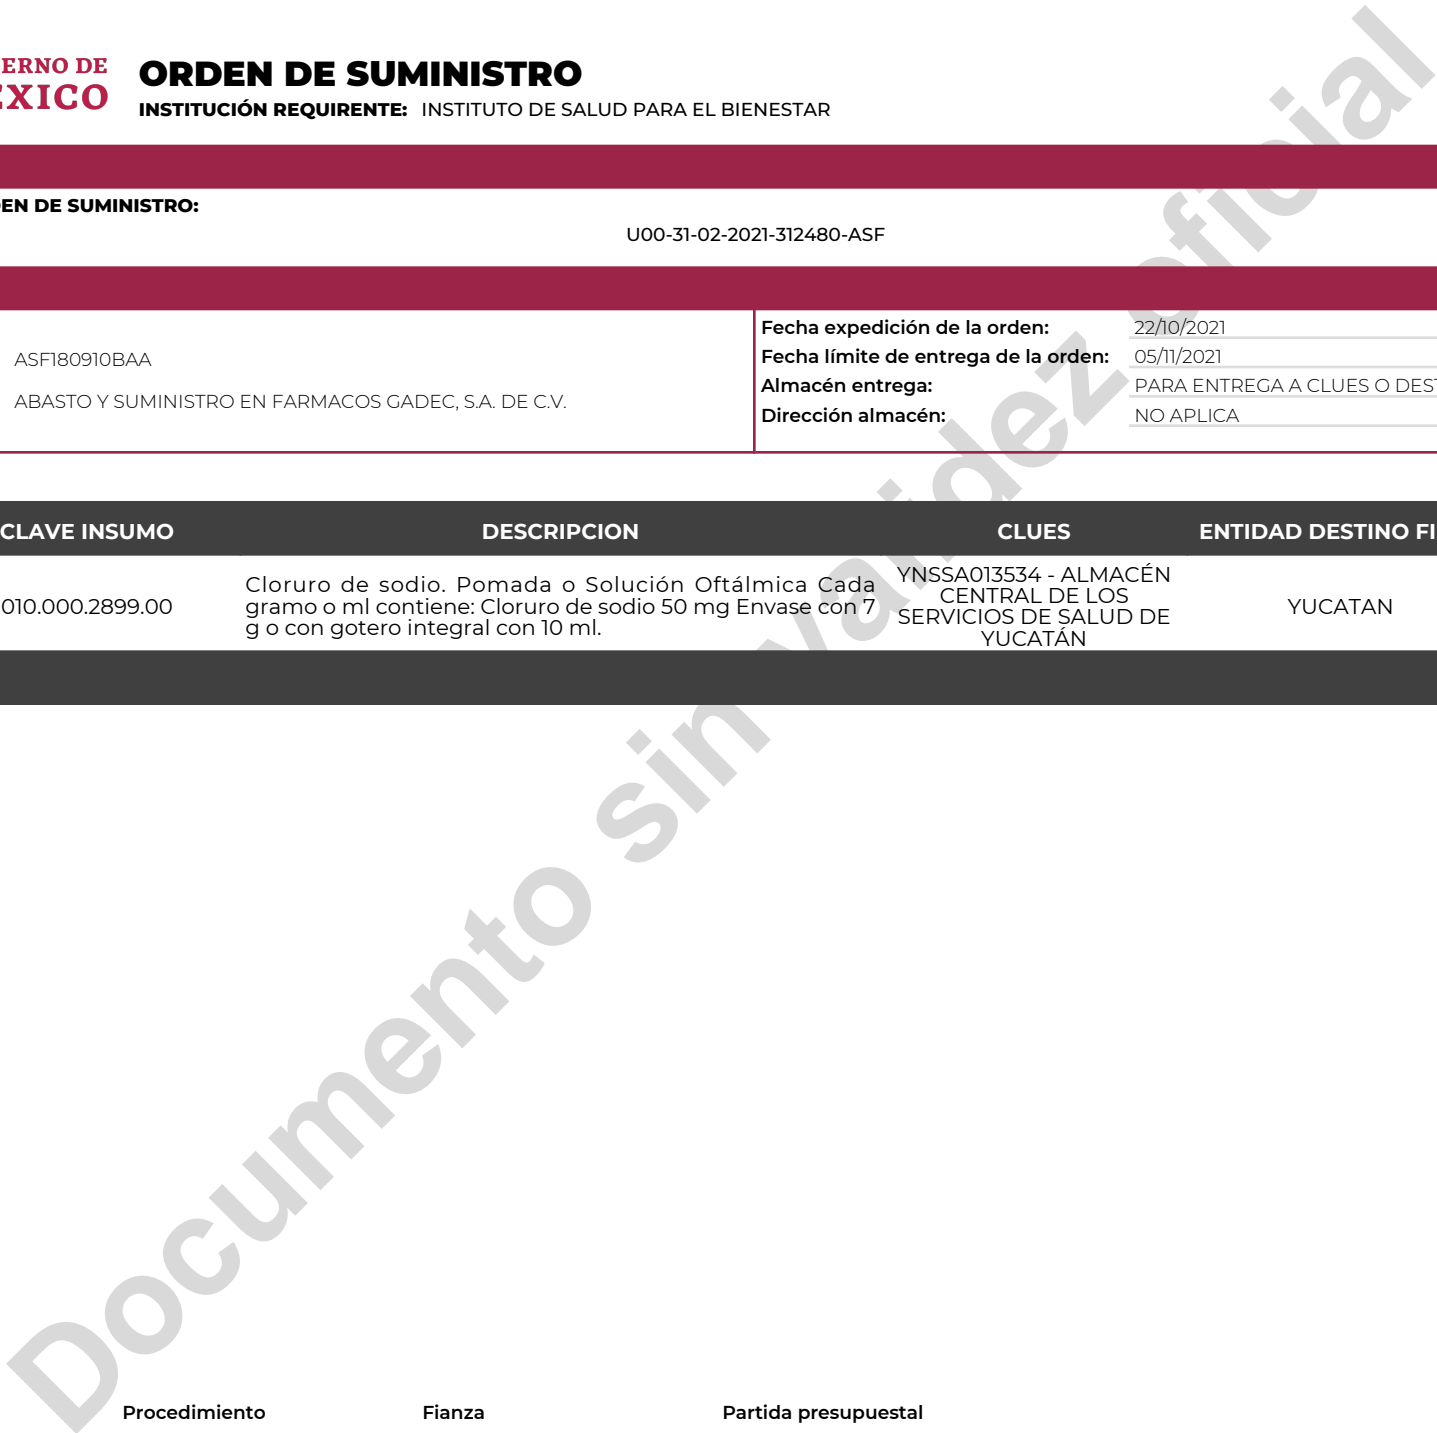 ERNO DE
ÉXICO
ORDEN DE SUMINISTRO
INSTITUCIÓN REQUIRENTE: INSTITUTO DE SALUD PARA EL BIENESTAR
EN DE SUMINISTRO:
U00-31-02-2021-312480-ASF
ASF180910BAA
ABASTO Y SUMINISTRO EN FARMACOS GADEC, S.A. DE C.V.
Fecha expedición de la orden: 22/10/2021
Fecha límite de entrega de la orden: 05/11/2021
Almacén entrega: PARA ENTREGA A CLUES O DEST
Dirección almacén: NO APLICA
CLAVE INSUMO DESCRIPCION CLUES ENTIDAD DESTINO FI
010.000.2899.00
Cloruro de sodio. Pomada o Solución Oftálmica Cada
gramo o ml contiene: Cloruro de sodio 50 mg Envase con 7
g o con gotero integral con 10 ml.
YNSSA013534 - ALMACÉN
CENTRAL DE LOS
SERVICIOS DE SALUD DE
YUCATÁN
YUCATAN
Documento sin validez oficial
Procedimiento Fianza Partida presupuestal